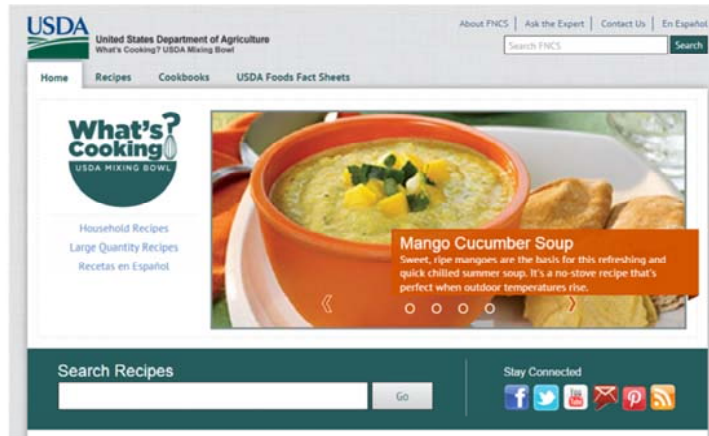 USDA
United States Department of Agriculture
What's Cooking? USDA Mixing Bowl
About FNCS | Ask the Expert | Contact Us | En Español
Search FNCS
Search
Home
Recipes
Cookbooks
USDA Foods Fact Sheets
What's?
Cooking
USDA MIXING BOWL
Household Recipes
Large Quantity Recipes
Recetas en Español
Mango Cucumber Soup
Sweet, ripe mangoes are the basis for this refreshing and
quick chilled summer soup. It's a no-stove recipe that's
perfect when outdoor temperatures rise.
Search Recipes
Go
Stay Connected
You
Tube